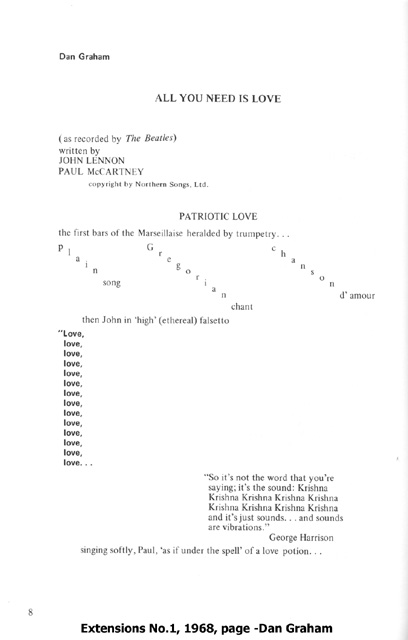 Dan Graham
ALL YOU NEED IS LOVE
(as recorded by The Beatles)
written by
JOHN LENNON
PAUL McCARTNEY
copyright by Northern Songs, Ltd.
PATRIOTIC LOVE
the first bars of the Marseillaise heralded by trumpetry. . .
Plain song
Gregorian chant
chanson d' amour
then John in 'high' (ethereal) falsetto
"Love,
love,
love,
love,
love,
love,
love,
love,
love,
love,
love,
love,
love,
love. . .
"So it's not the word that you're
saying; it's the sound: Krishna
Krishna Krishna Krishna Krishna
Krishna Krishna Krishna Krishna
and it's just sounds. . . and sounds
are vibrations."
George Harrison
singing softly, Paul, 'as if under the spell' of a love potion. . .
8
Extensions No.1, 1968, page -Dan Graham